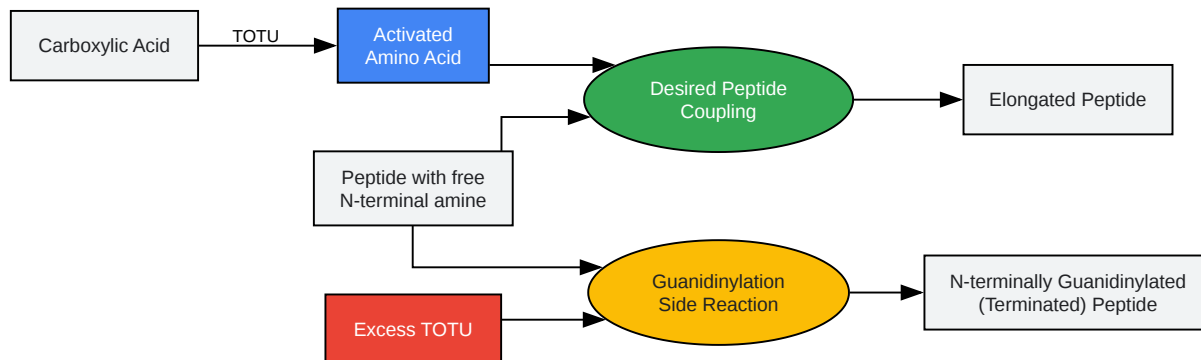 Carboxylic Acid
TOTU
Activated
Amino Acid
Desired Peptide
Coupling
Elongated Peptide
Peptide with free
N-terminal amine
Guanidinylation
Side Reaction
N-terminally Guanidinylated
(Terminated) Peptide
Excess TOTU